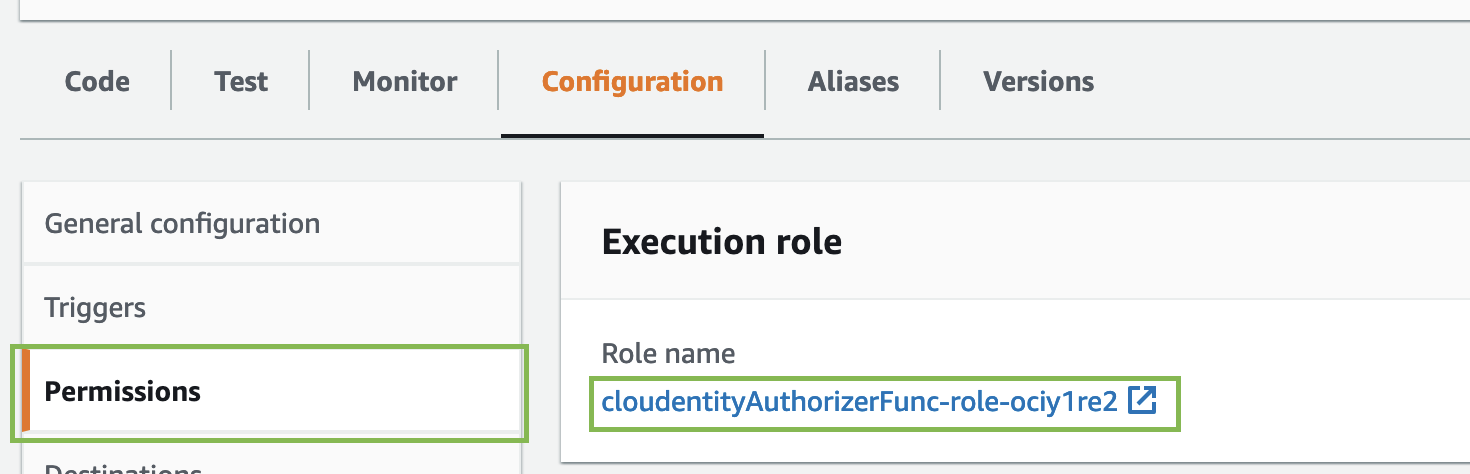 Code Test Monitor Configuration Aliases Versions
General configuration
Triggers
Permissions
Destinations
Execution role
Role name
cloudentityAuthorizerFunc-role-ociy1re2